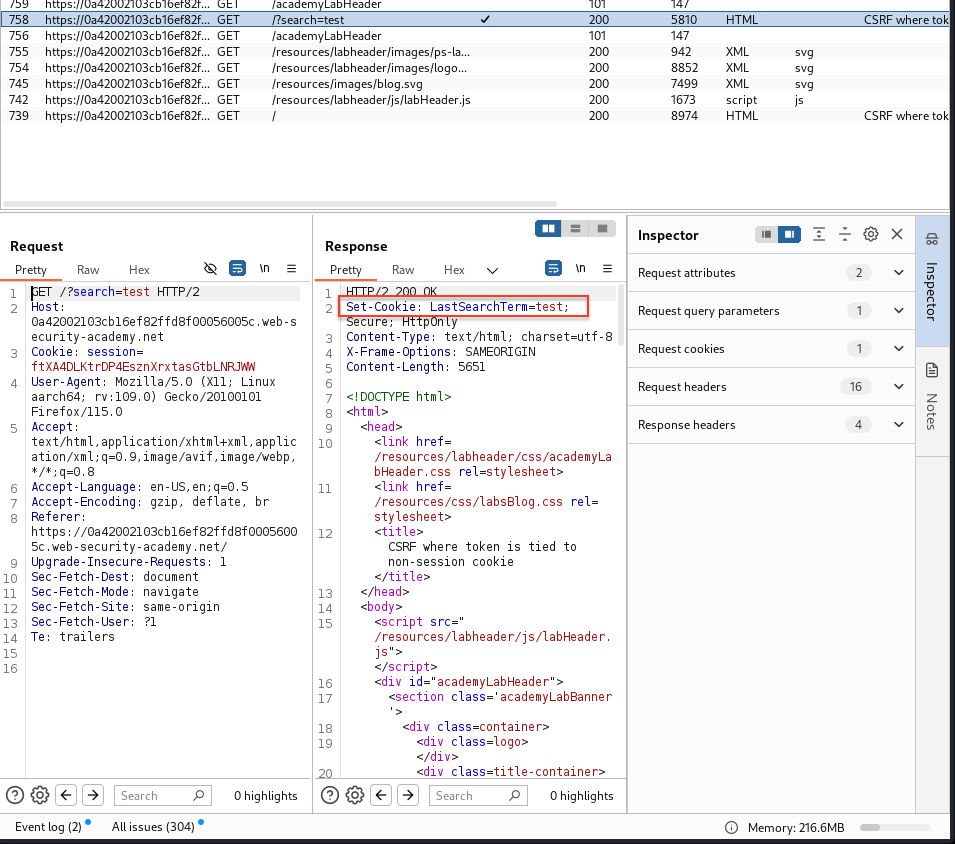 759 https://0a42002103cb16ef82f... GET /academyLabHeader 101 147
758 https://0a42002103cb16ef82f... GET /?search=test ✓ 200 5810 HTML CSRF where tok
756 https://0a42002103cb16ef82f... GET /academyLabHeader 101 147
755 https://0a42002103cb16ef82f... GET /resources/labheader/images/ps-la... 200 942 XML svg
754 https://0a42002103cb16ef82f... GET /resources/labheader/images/logo... 200 8852 XML svg
745 https://0a42002103cb16ef82f... GET /resources/images/blog.svg 200 7499 XML svg
742 https://0a42002103cb16ef82f... GET /resources/labheader/js/labHeader.js 200 1673 script js
739 https://0a42002103cb16ef82f... GET / 200 8974 HTML CSRF where tok
Request
Pretty Raw Hex \n
1 GET /?search=test HTTP/2
2 Host:
0a42002103cb16ef82ffd8f00056005c.web-s
ecurity-academy.net
3 Cookie: session=
ftXA4DLKtrDP4EsznXrxtasGtbLNRJWW
4 User-Agent: Mozilla/5.0 (X11; Linux
aarch64; rv:109.0) Gecko/20100101
Firefox/115.0
5 Accept:
text/html,application/xhtml+xml,applic
ation/xml;q=0.9,image/avif,image/webp,
*/*;q=0.8
6 Accept-Language: en-US,en;q=0.5
7 Accept-Encoding: gzip, deflate, br
8 Referer:
https://0a42002103cb16ef82ffd8f0005600
5c.web-security-academy.net/
9 Upgrade-Insecure-Requests: 1
10 Sec-Fetch-Dest: document
11 Sec-Fetch-Mode: navigate
12 Sec-Fetch-Site: same-origin
13 Sec-Fetch-User: ?1
14 Te: trailers
15
16
Search 0 highlights
Response
Pretty Raw Hex \n
1 HTTP/2 200 OK
2 Set-Cookie: LastSearchTerm=test;
Secure; HttpOnly
3 Content-Type: text/html; charset=utf-8
4 X-Frame-Options: SAMEORIGIN
5 Content-Length: 5651
6
7 <!DOCTYPE html>
8 <html>
9 <head>
10 <link href=
/resources/labheader/css/academyLa
bHeader.css rel=stylesheet>
11 <link href=
/resources/css/labsBlog.css rel=
stylesheet>
12 <title>
CSRF where token is tied to
non-session cookie
</title>
13 </head>
14 <body>
15 <script src="
/resources/labheader/js/labHeader.
js">
</script>
16 <div id="academyLabHeader">
17 <section class='academyLabBanner
'>
18 <div class=container>
19 <div class=logo>
</div>
20 <div class=title-container>
Search 0 highlights
Inspector
Request attributes 2
Request query parameters 1
Request cookies 1
Request headers 16
Response headers 4
Inspector
Notes
Event log (2) All issues (304) Memory: 216.6MB